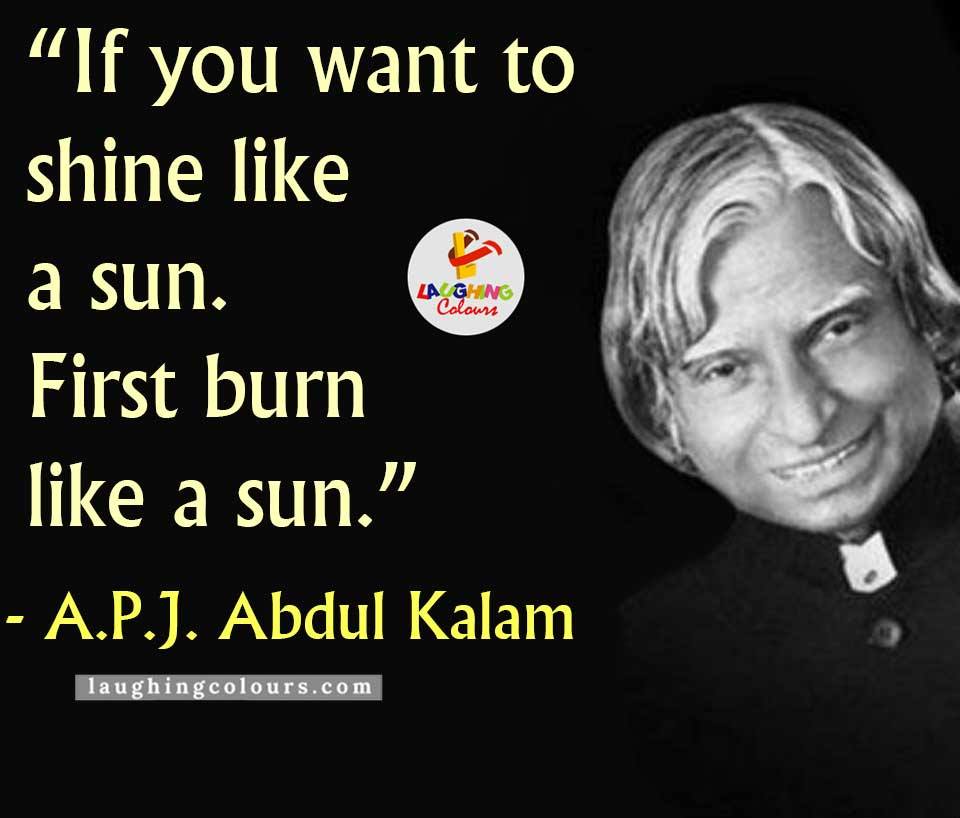 “If you want to
shine like
a sun.
First burn
like a sun.”
- A.P.J. Abdul Kalam
LAUGHING
Colours
laughingcolours.com